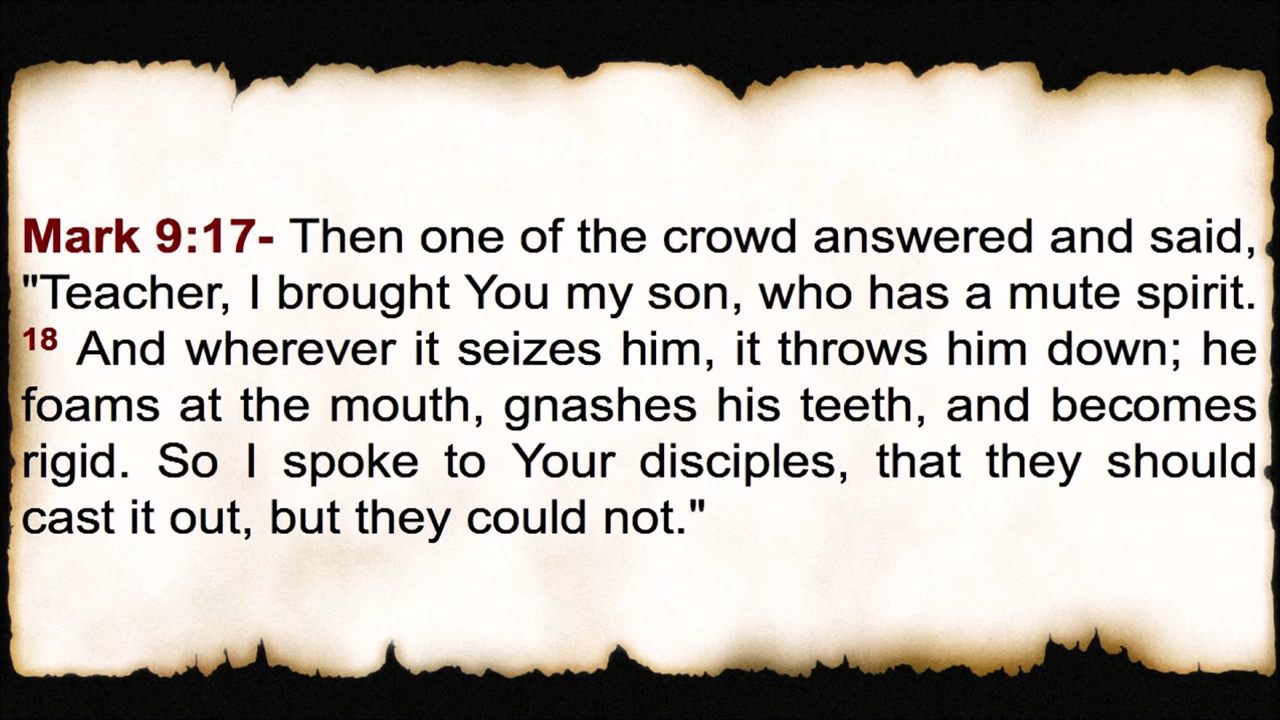 Mark 9:17- Then one of the crowd answered and said,
"Teacher, I brought You my son, who has a mute spirit.
18 And wherever it seizes him, it throws him down; he
foams at the mouth, gnashes his teeth, and becomes
rigid. So I spoke to Your disciples, that they should
cast it out, but they could not."